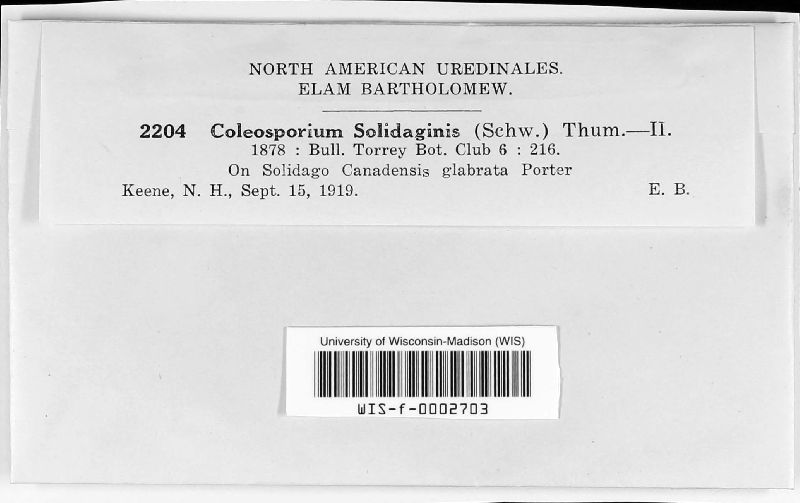 NORTH AMERICAN UREDINALES.
ELAM BARTHOLOMEW.
2204 Coleosporium Solidaginis (Schw.) Thum.—II.
1878 : Bull. Torrey Bot. Club 6 : 216.
On Solidago Canadensis glabrata Porter
Keene, N. H., Sept. 15, 1919. E. B.
University of Wisconsin-Madison (WIS)
WIS-f-0002703